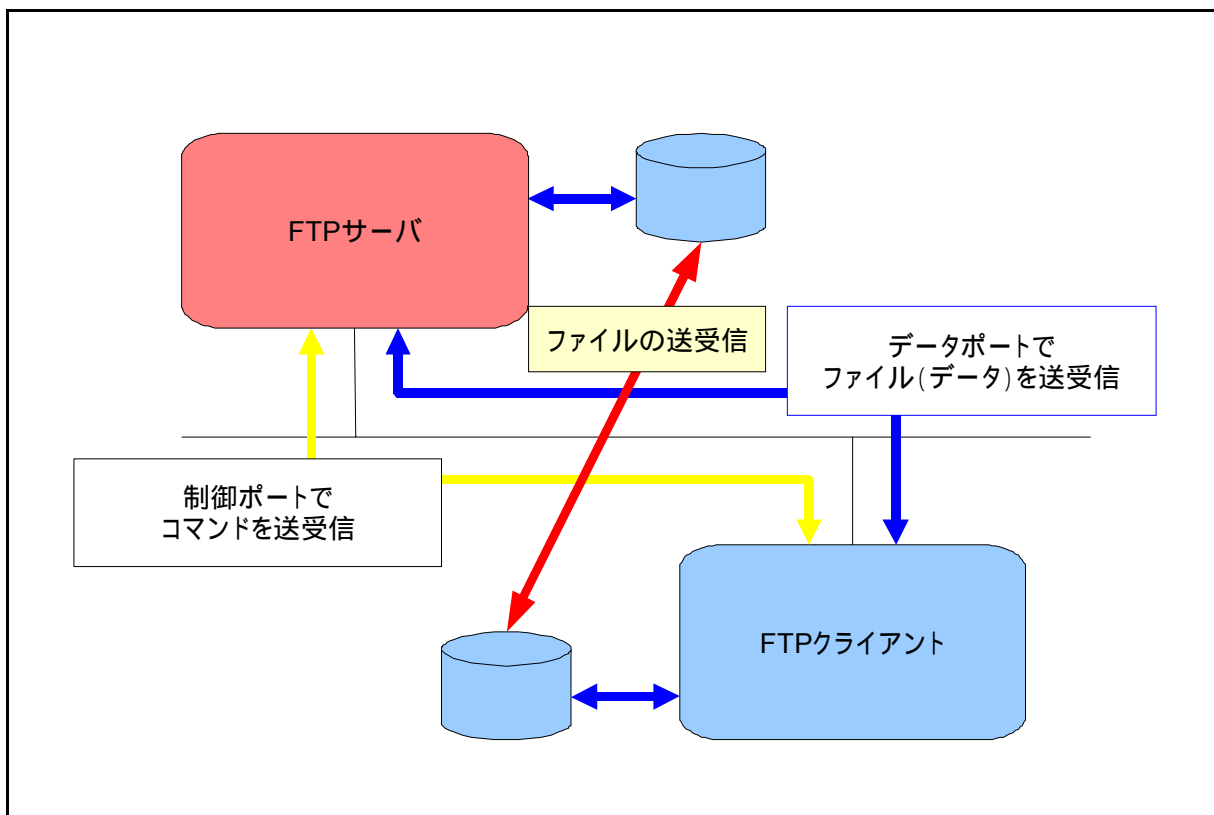 FTPサーバ
ファイルの送受信
データポートで
ファイル(データ)を送受信
制御ポートで
コマンドを送受信
FTPクライアント